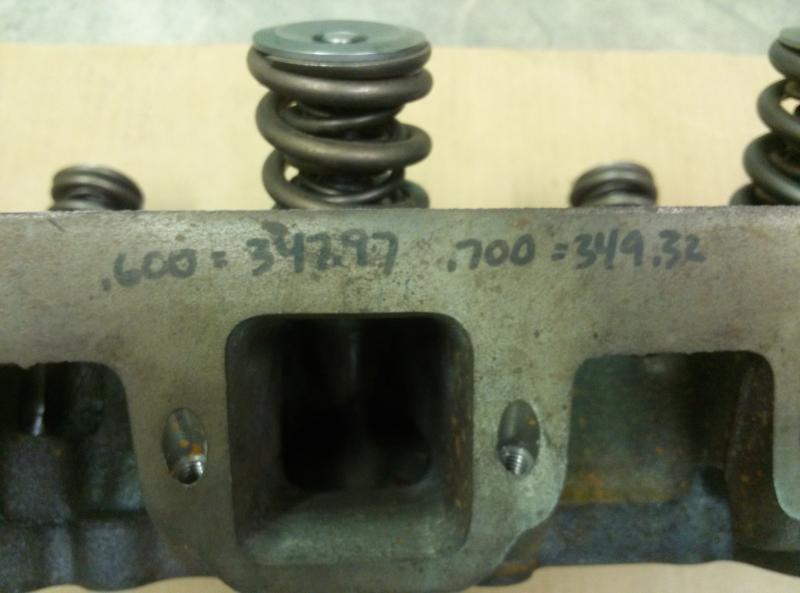 .600 = 347.97 .700 = 349.32